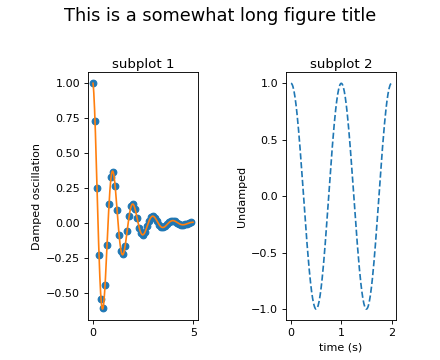 This is a somewhat long figure title
subplot 1
1.00
0.75
0.50
0.25
0.00
−0.25
−0.50
Damped oscillation
0 5
subplot 2
1.0
0.5
0.0
−0.5
−1.0
Undamped
0 1 2
time (s)